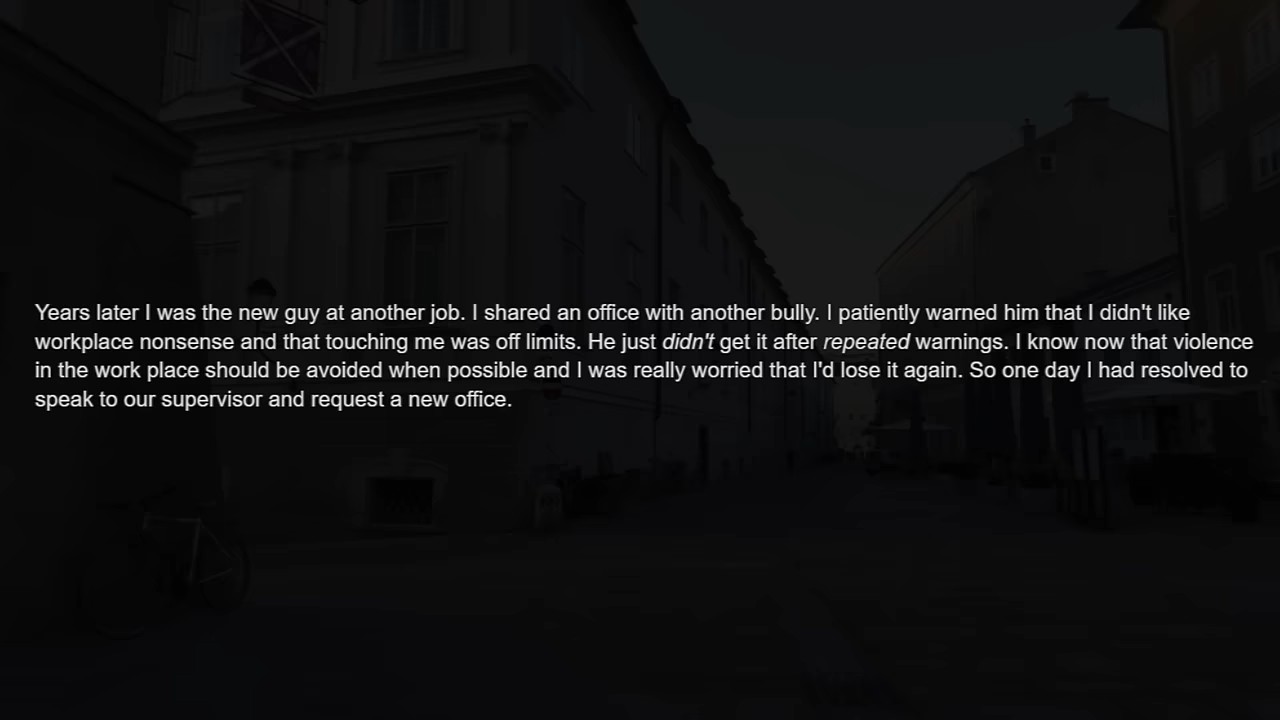 Years later I was the new guy at another job. I shared an office with another bully. I patiently warned him that I didn't like
workplace nonsense and that touching me was off limits. He just didn't get it after repeated warnings. I know now that violence
in the work place should be avoided when possible and I was really worried that I'd lose it again. So one day I had resolved to
speak to our supervisor and request a new office.